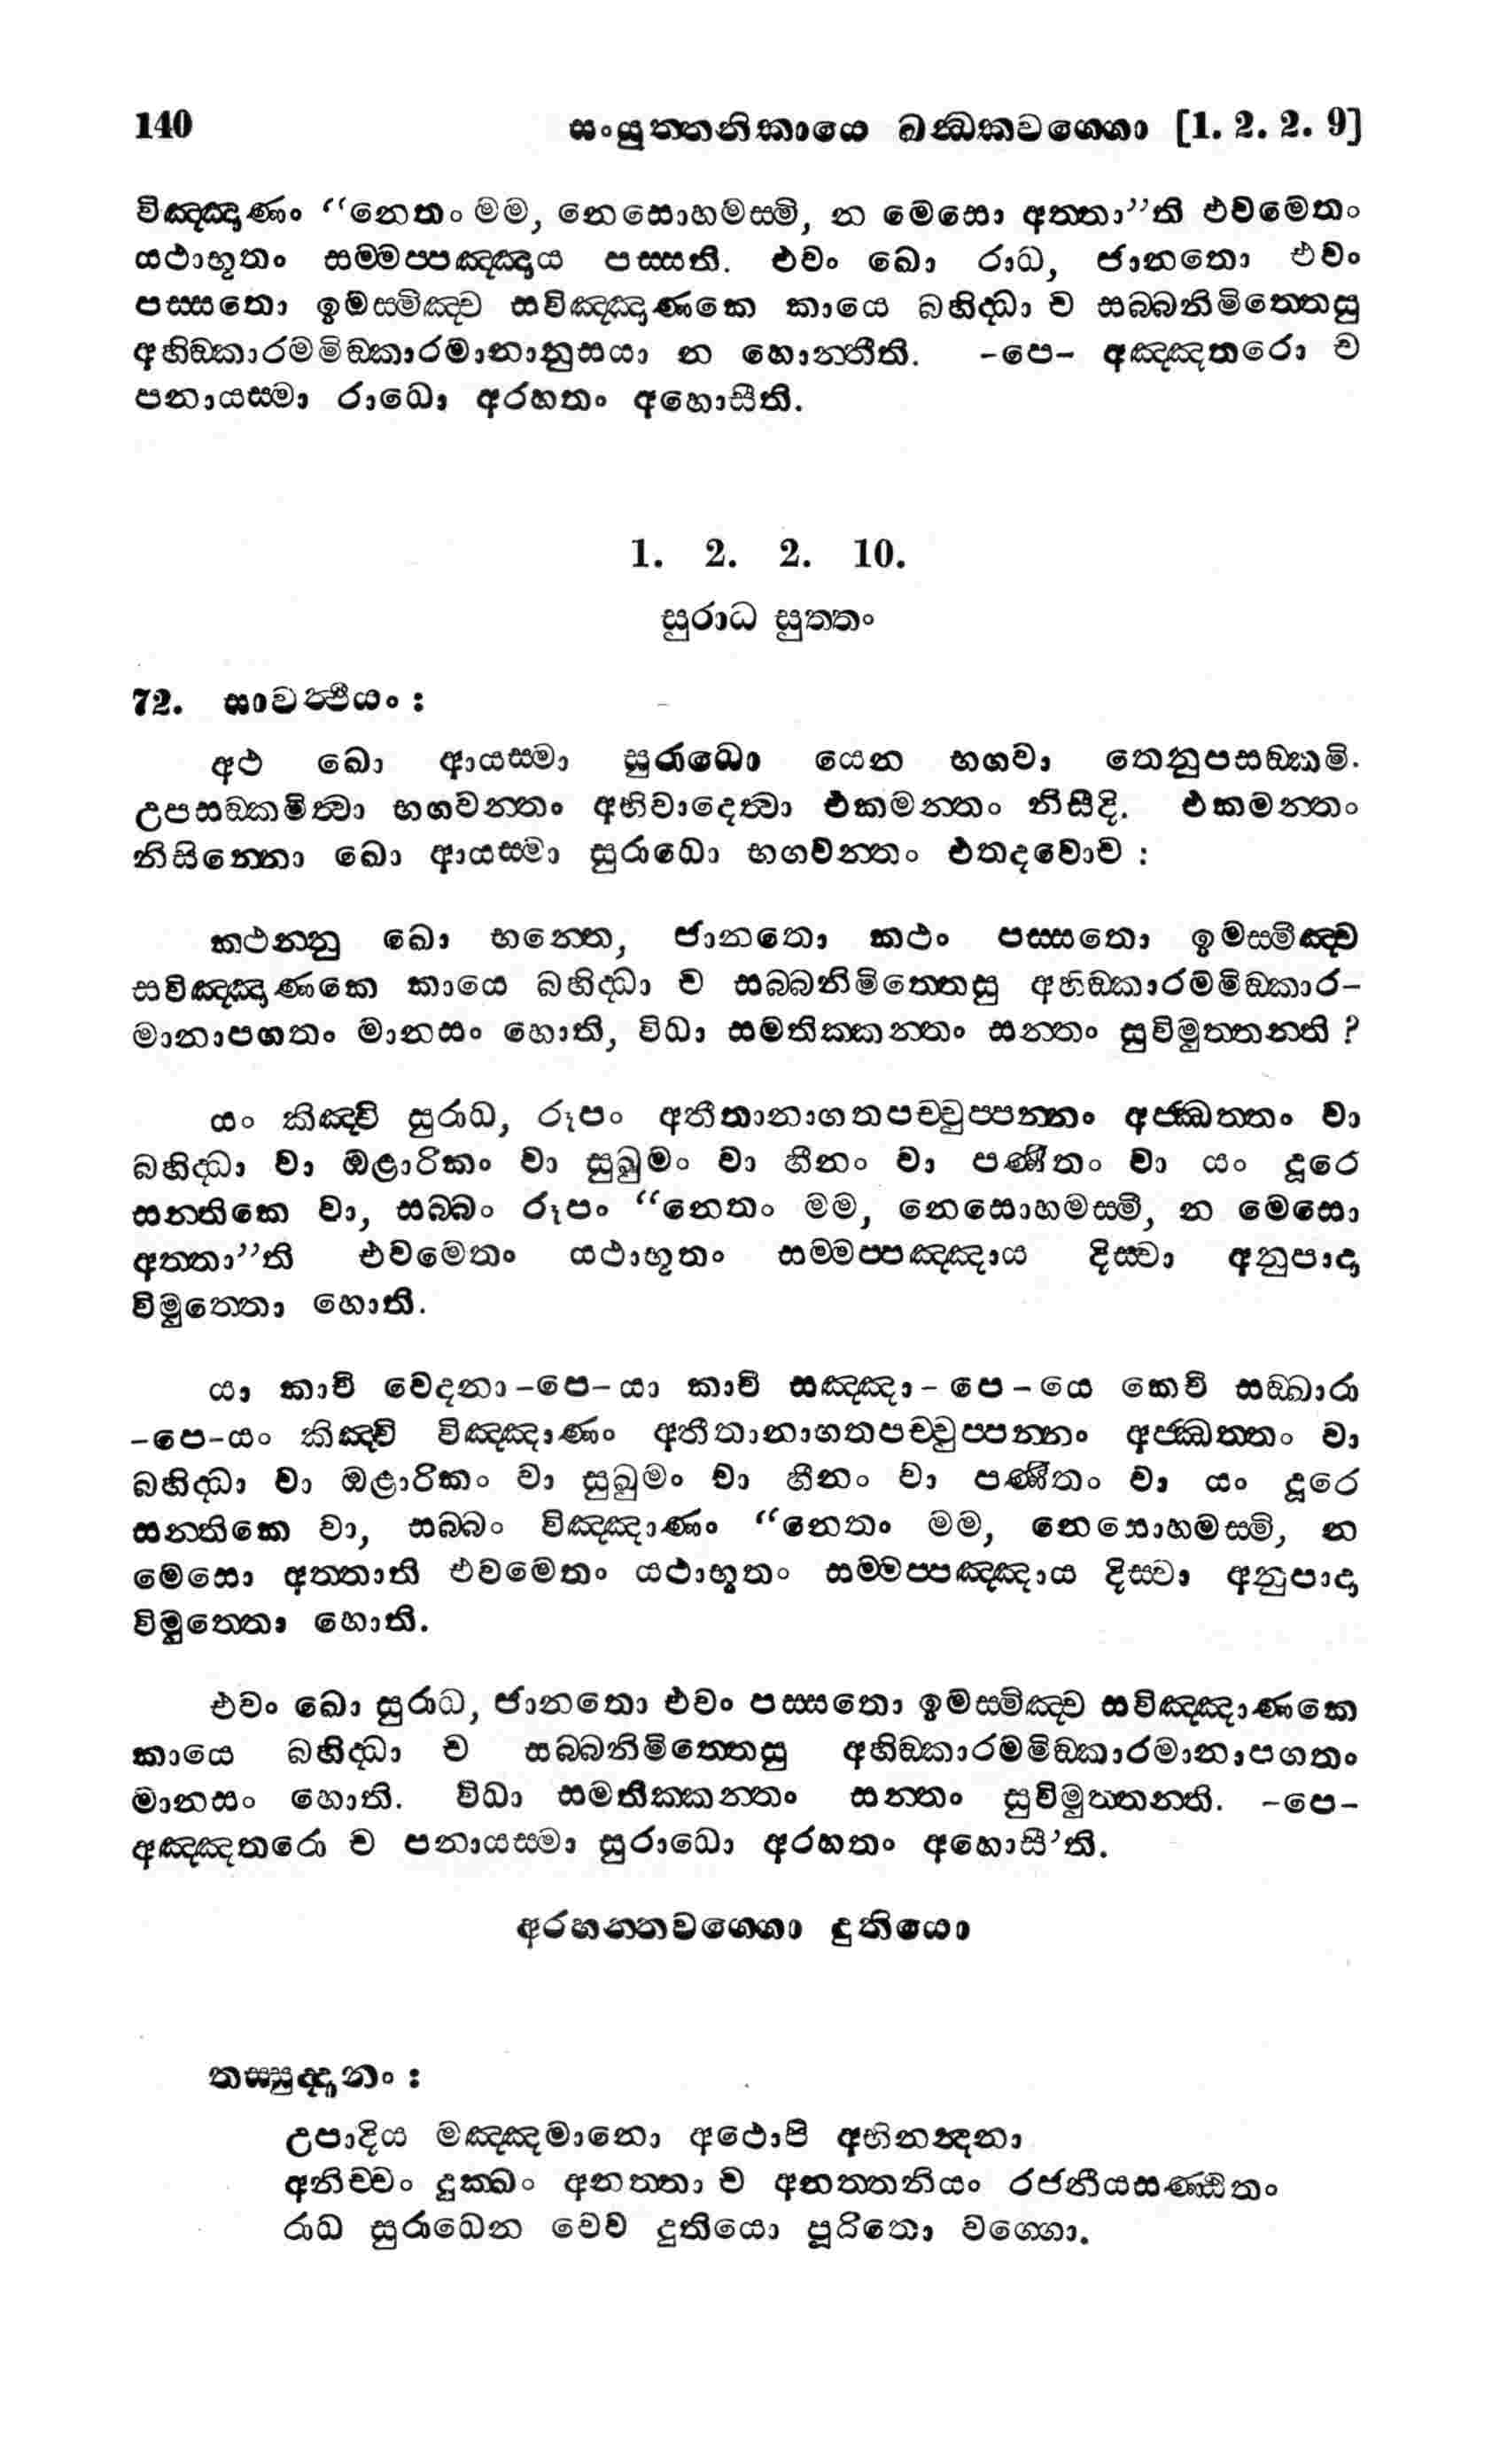 140 සංයුත්තනිකායෙ ඛන්ධකවග්ගො [1. 2. 2. 9]
විඤ්ඤාණං “නෙතං මම, නෙසොහමස්මි, න මෙසො අත්තා”ති එවමෙතං
යථාභූතං සම්මප්පඤ්ඤාය පස්සති. එවං ඛො රාධ, ජානතො එවං
පස්සතො ඉමස්මිඤ්ච සවිඤ්ඤාණකෙ කායෙ බහිද්ධා ච සබ්බනිමිත්තෙසු
අහිඞ්කාරමමිඞ්කාරමානානුසයා න හොන්තීති. -පෙ- අඤ්ඤතරො ච
පනායස්මා රාධො අරහතං අහොසීති.
1. 2. 2. 10.
සුරාධ සුත්තං
72. සාවත්ථියං :
අථ ඛො ආයස්මා සුරාධො යෙන භගවා තෙනුපසඞ්කමි.
උපසඞ්කමිත්වා භගවන්තං අභිවාදෙත්වා එකමන්තං නිසීදි. එකමන්තං
නිසින්නො ඛො ආයස්මා සුරාධො භගවන්තං එතදවොච :
කථන්නු ඛො භන්තෙ, ජානතො කථං පස්සතො ඉමස්මිඤ්ච
සවිඤ්ඤාණකෙ කායෙ බහිද්ධා ච සබ්බනිමිත්තෙසු අහිඞ්කාරමමිඞ්කාර-
මානාපගතං මානසං හොති, විධා සමතික්කන්තං සන්තං සුවිමුත්තන්ති ?
යං කිඤ්චි සුරාධ, රූපං අතීතානාගතපච්චුප්පන්නං අජ්ඣත්තං වා
බහිද්ධා වා ඔළාරිකං වා සුඛුමං වා හීනං වා පණීතං වා යං දූරෙ
සන්තිකෙ වා, සබ්බං රූපං “නෙතං මම, නෙසොහමස්මි, න මෙසො
අත්තා”ති එවමෙතං යථාභූතං සම්මප්පඤ්ඤාය දිස්වා අනුපාදා
විමුත්තො හොති.
යා කාචි වෙදනා -පෙ- යා කාචි සඤ්ඤා - පෙ - යෙ කෙචි සඞ්ඛාරා
-පෙ-යං කිඤ්චි විඤ්ඤාණං අතීතානාගතපච්චුප්පන්නං අජ්ඣත්තං වා
බහිද්ධා වා ඔළාරිකං වා සුඛුමං වා හීනං වා පණීතං වා යං දූරෙ
සන්තිකෙ වා, සබ්බං විඤ්ඤාණං “නෙතං මම, නෙසොහමස්මි, න
මෙසො අත්තාති එවමෙතං යථාභූතං සම්මප්පඤ්ඤාය දිස්වා අනුපාදා
විමුත්තො හොති.
එවං ඛො සුරාධ, ජානතො එවං පස්සතො ඉමස්මිඤ්ච සවිඤ්ඤාණකෙ
කායෙ බහිද්ධා ච සබ්බනිමිත්තෙසු අහිඞ්කාරමමිඞ්කාරමානාපගතං
මානසං හොති. විධා සමතික්කන්තං සන්තං සුවිමුත්තන්ති. -පෙ-
අඤ්ඤතරො ච පනායස්මා සුරාධො අරහතං අහොසී’ති.
අරහන්තවග්ගො දුතියො
තස්සුද්දානං :
උපාදිය මඤ්ඤමානො අථොපි අභිනන්දනා
අනිච්චං දුක්ඛං අනත්තා ච අනත්තනියං රජනීයසණ්ඨිතං
රාධ සුරාධෙන චෙව දුතියො පූරිතො වග්ගො.